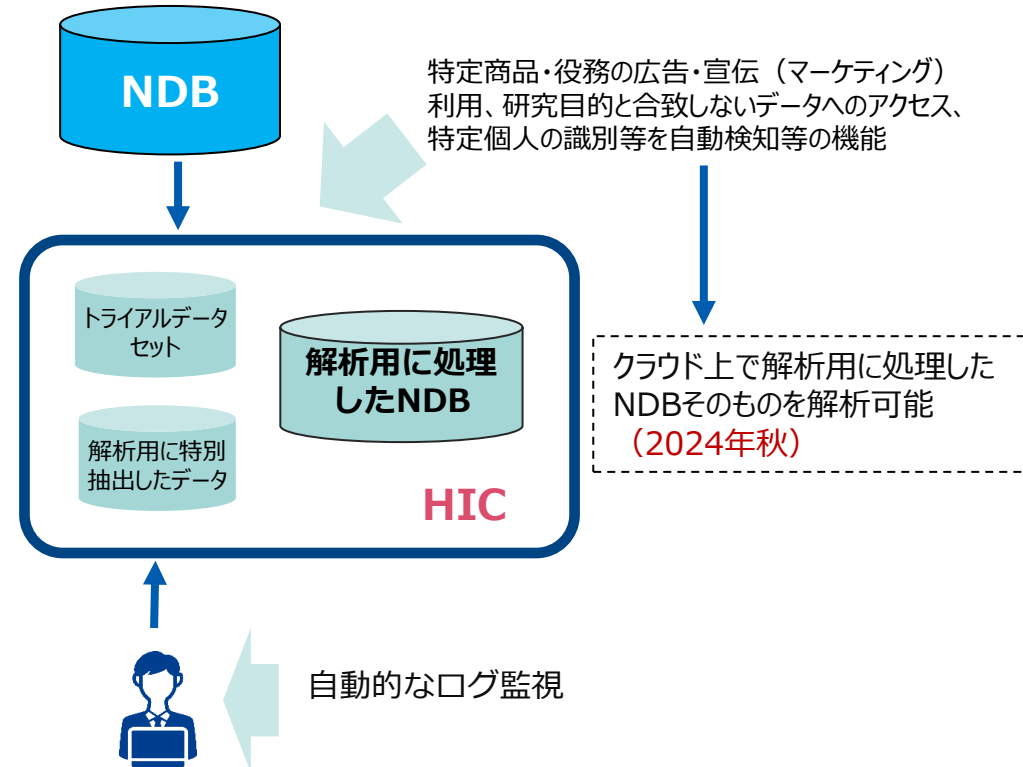 NDB
特定商品・役務の広告・宣伝（マーケティング）
利用、研究目的と合致しないデータへのアクセス、
特定個人の識別等を自動検知等の機能
トライアルデータ
セット
解析用に処理
したNDB
解析用に特別
抽出したデータ
HIC
クラウド上で解析用に処理した
NDBそのものを解析可能
（2024年秋）
自動的なログ監視